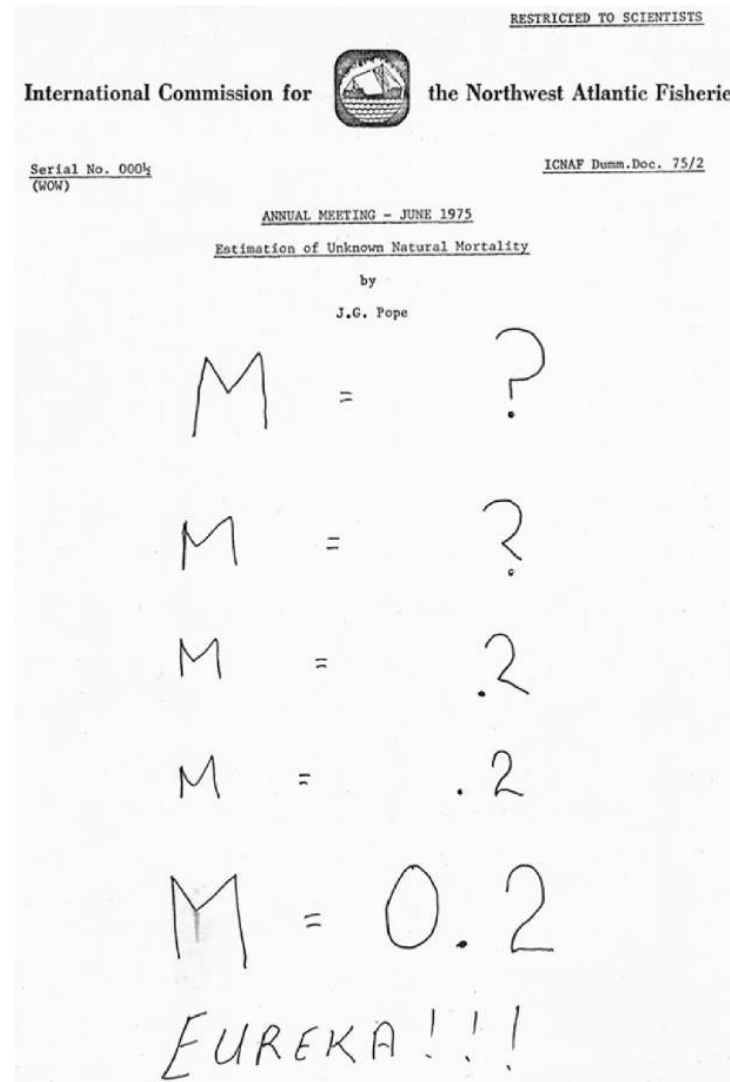 RESTRICTED TO SCIENTISTS
International Commission for the Northwest Atlantic Fisherie
Serial No. 000½ ICNAF Dumm.Doc. 75/2
(WOW)
ANNUAL MEETING - JUNE 1975
Estimation of Unknown Natural Mortality
by
J.G. Pope
M = ?
M = ?
M = .2
M = .2
M = 0.2
EUREKA!!!